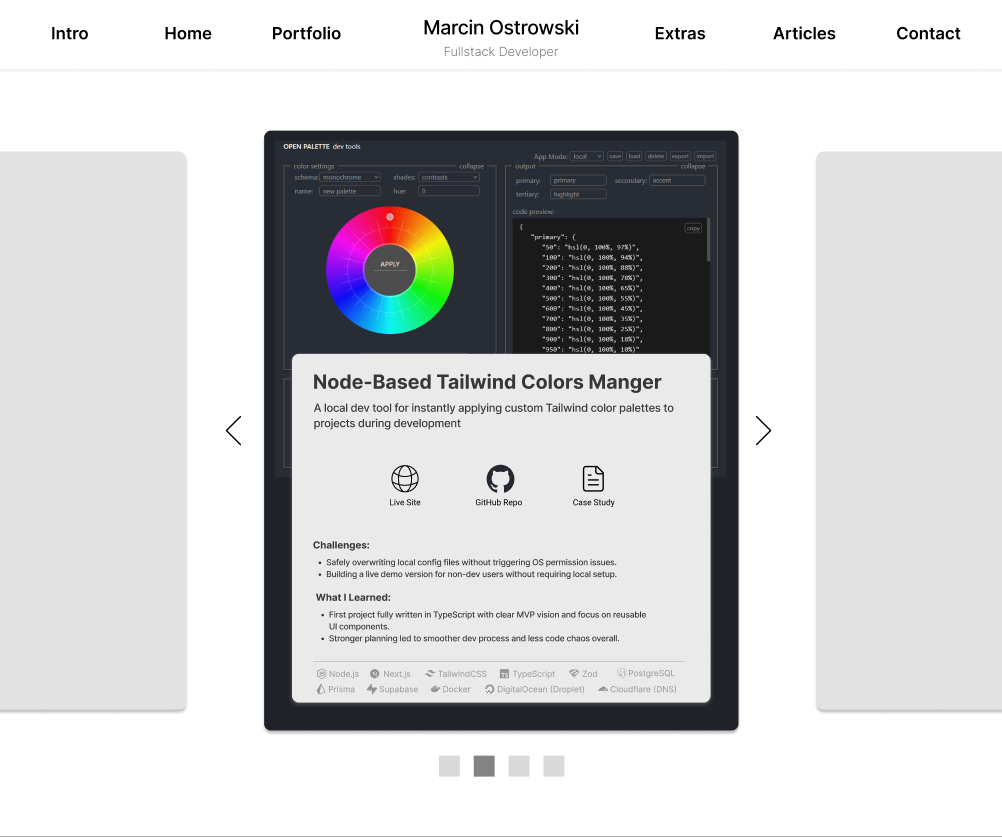 Intro
Home
Portfolio
Marcin Ostrowski
Fullstack Developer
Extras
Articles
Contact
OPEN PALETTE dev tools
App Mode: local save load delete export import
color settings collapse
schema: monochrome shades: contrasts
name: new palette hue: 0
APPLY
output collapse
primary: primary secondary: accent
tertiary: highlight
code preview:
copy
{
"primary": {
"50": "hsl(0, 100%, 97%)",
"100": "hsl(0, 100%, 94%)",
"200": "hsl(0, 100%, 88%)",
"300": "hsl(0, 100%, 78%)",
"400": "hsl(0, 100%, 65%)",
"500": "hsl(0, 100%, 55%)",
"600": "hsl(0, 100%, 45%)",
"700": "hsl(0, 100%, 35%)",
"800": "hsl(0, 100%, 25%)",
"900": "hsl(0, 100%, 18%)",
"950": "hsl(0, 100%, 10%)"
Node-Based Tailwind Colors Manger
A local dev tool for instantly applying custom Tailwind color palettes to
projects during development
Live Site
GitHub Repo
Case Study
Challenges:
• Safely overwriting local config files without triggering OS permission issues.
• Building a live demo version for non-dev users without requiring local setup.
What I Learned:
• First project fully written in TypeScript with clear MVP vision and focus on reusable
UI components.
• Stronger planning led to smoother dev process and less code chaos overall.
Node.js Next.js TailwindCSS TypeScript Zod PostgreSQL
Prisma Supabase Docker DigitalOcean (Droplet) Cloudflare (DNS)